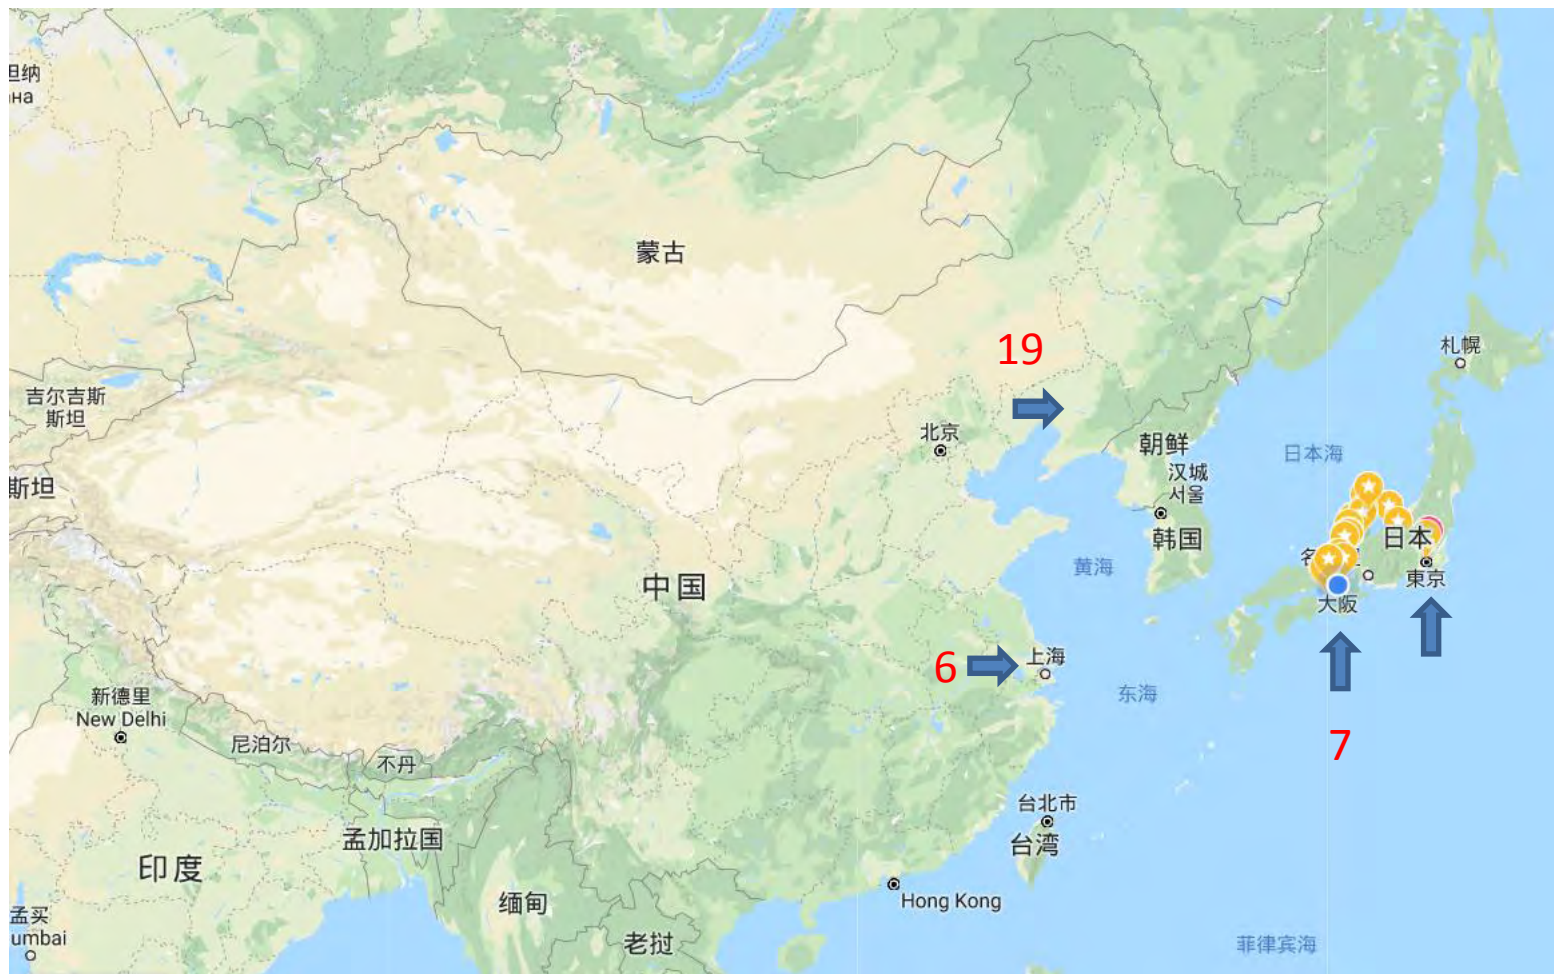 旦纳
на
蒙古
19
札幌
吉尔吉斯
斯坦
北京
朝鲜
日本海
汉城
서울
斯坦
韩国
日本
名
黄海
東京
中国
大阪
6
上海
东海
新德里
New Delhi
尼泊尔
不丹
7
台北市
孟加拉国
台湾
印度
缅甸
Hong Kong
孟买
umbai
老挝
菲律宾海